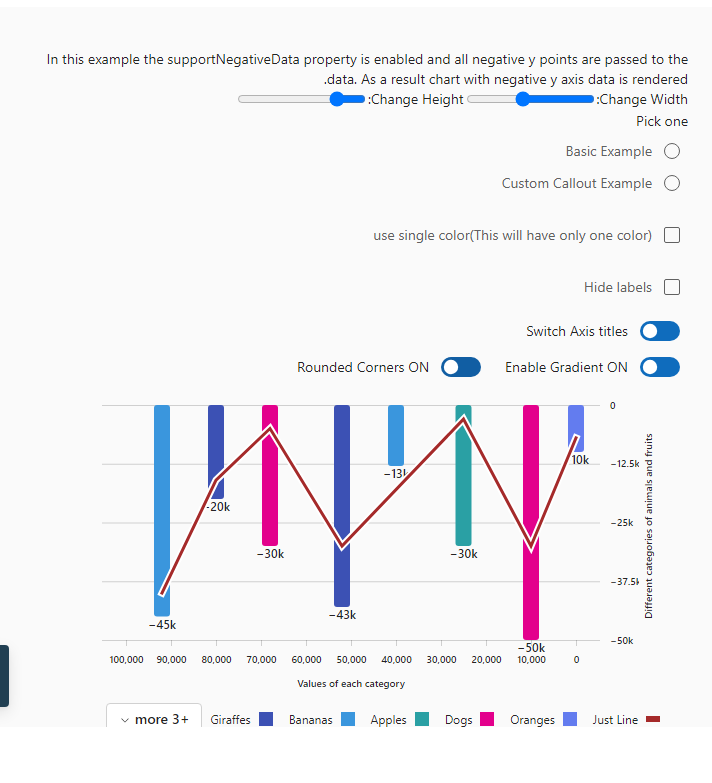 In this example the supportNegativeData property is enabled and all negative y points are passed to the
.data. As a result chart with negative y axis data is rendered
:Change Height :Change Width
Pick one
Basic Example
Custom Callout Example
use single color(This will have only one color)
Hide labels
Switch Axis titles
Rounded Corners ON Enable Gradient ON
0
−12.5k
−25k
−37.5k
−50k
Different categories of animals and fruits
−45k
−20k
−30k
−43k
−13k
−30k
−50k
10k
100,000 90,000 80,000 70,000 60,000 50,000 40,000 30,000 20,000 10,000 0
Values of each category
more 3+ Giraffes Bananas Apples Dogs Oranges Just Line